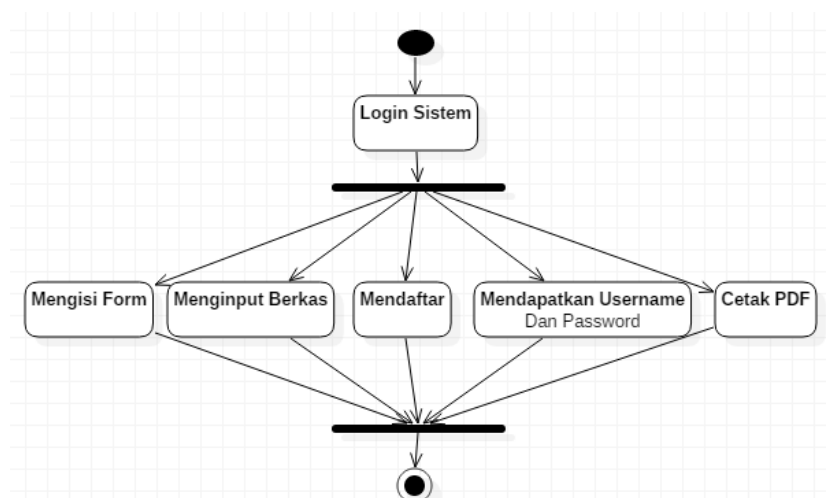 Login Sistem
Mengisi Form
Menginput Berkas
Mendaftar
Mendapatkan Username
Dan Password
Cetak PDF